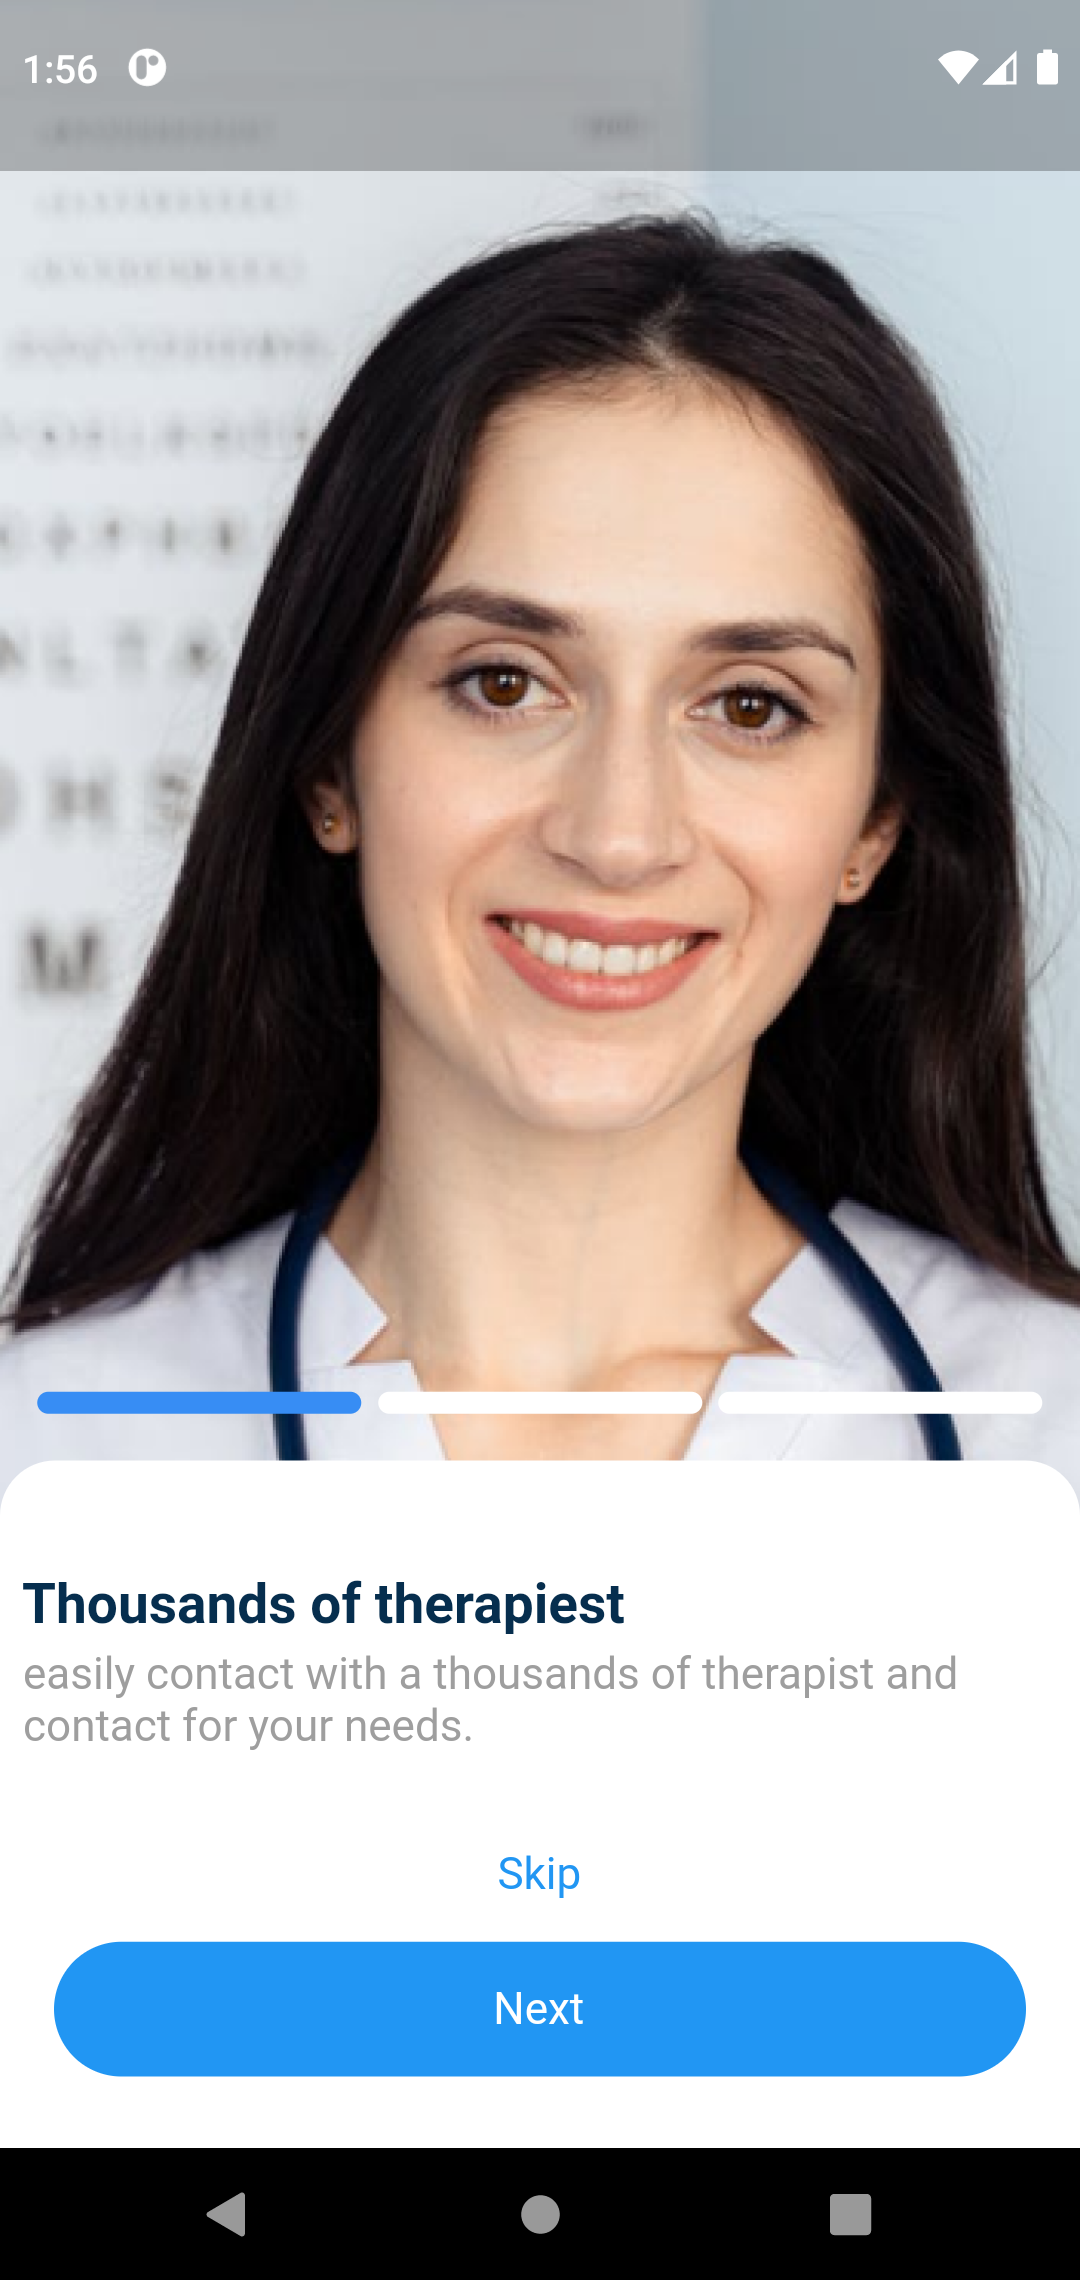 1:56
M
Thousands of therapiest
easily contact with a thousands of therapist and
contact for your needs.
Skip
Next